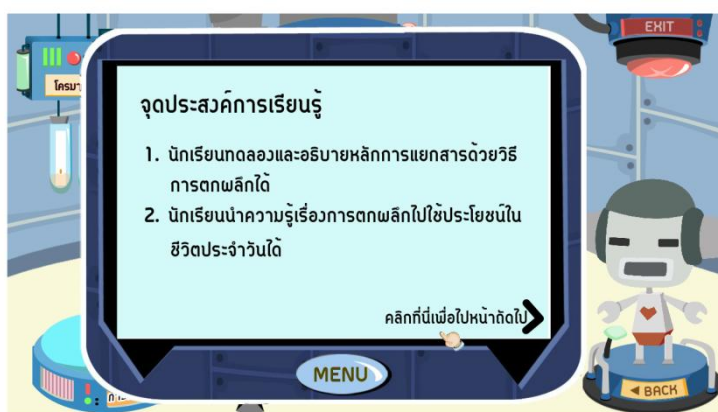 EXIT
โครมา
จุดประสงค์การเรียนรู้
1. นักเรียนทดลองและอธิบายหลักการแยกสารด้วยวิธี
การตกผลึกได้
2. นักเรียนนำความรู้เรื่องการตกผลึกไปใช้ประโยชน์ใน
ชีวิตประจำวันได้
คลิกที่นี่เพื่อไปหน้าถัดไป
MENU
◄ BACK